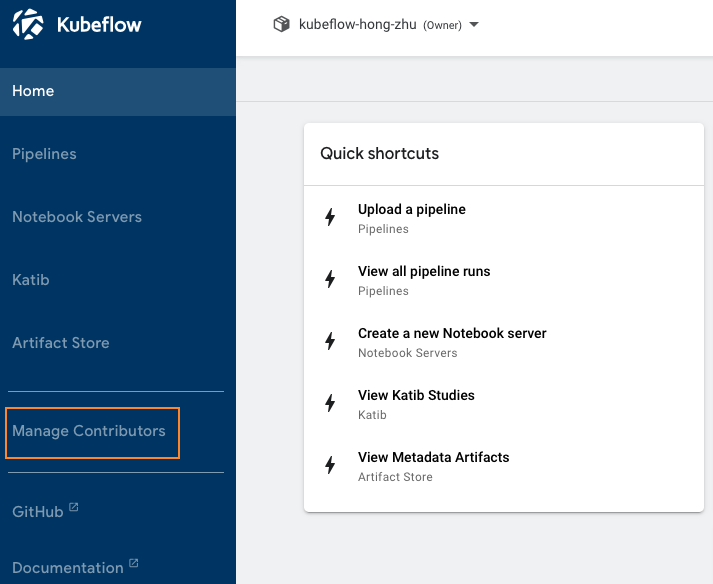 Kubeflow
kubeflow-hong-zhu (Owner)
Home
Pipelines
Notebook Servers
Katib
Artifact Store
Manage Contributors
GitHub
Documentation
Quick shortcuts
Upload a pipeline
Pipelines
View all pipeline runs
Pipelines
Create a new Notebook server
Notebook Servers
View Katib Studies
Katib
View Metadata Artifacts
Artifact Store